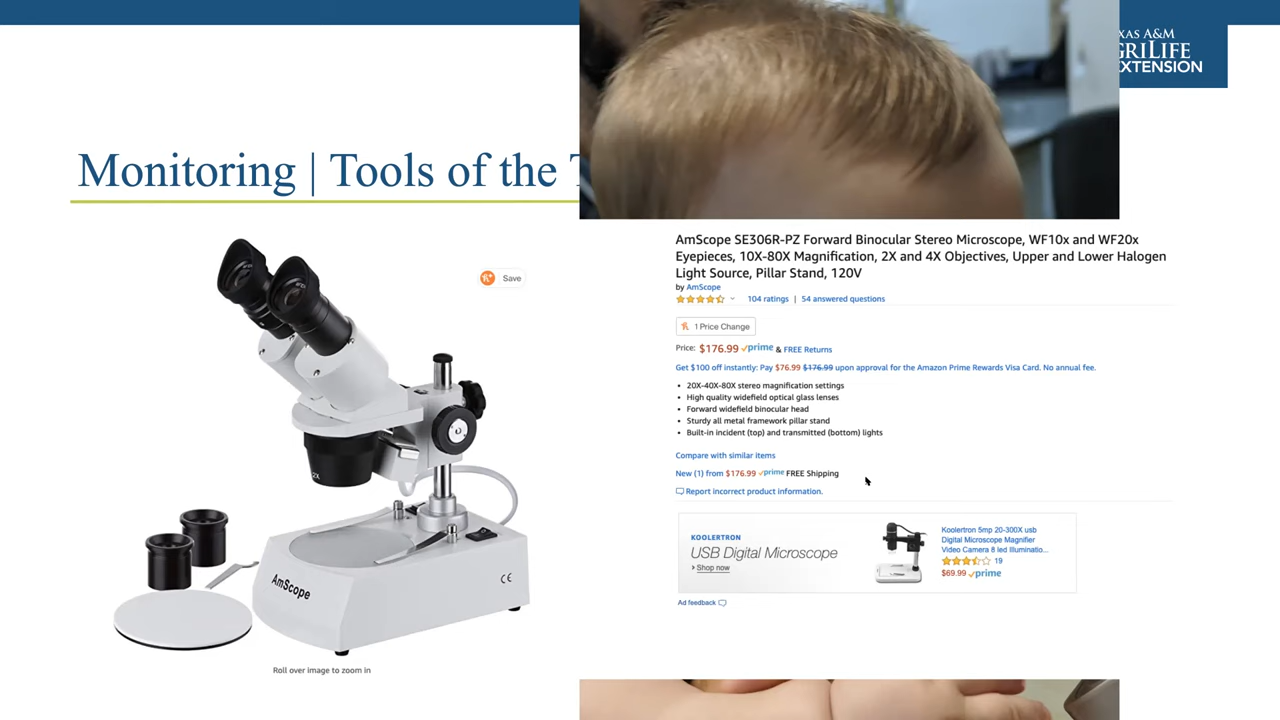 XAS A&M
GRILIFE
EXTENSION
Monitoring | Tools of the
Save
AmScope SE306R-PZ Forward Binocular Stereo Microscope, WF10x and WF20x
Eyepieces, 10X-80X Magnification, 2X and 4X Objectives, Upper and Lower Halogen
Light Source, Pillar Stand, 120V
by AmScope
104 ratings | 54 answered questions
1 Price Change
Price: $176.99 prime & FREE Returns
Get $100 off instantly: Pay $76.99 $176.99 upon approval for the Amazon Prime Rewards Visa Card. No annual fee.
• 20X-40X-80X stereo magnification settings
• High quality widefield optical glass lenses
• Forward widefield binocular head
• Sturdy all metal framework pillar stand
• Built-in incident (top) and transmitted (bottom) lights
Compare with similar items
New (1) from $176.99 prime FREE Shipping
Report incorrect product information.
KOOLERTRON
USB Digital Microscope
Shop now
Koolertron 5mp 20-300X usb
Digital Microscope Magnifier
Video Camera 8 led Illuminatio...
19
$69.99 prime
Ad feedback
2X
AmScope
CE
Roll over image to zoom in